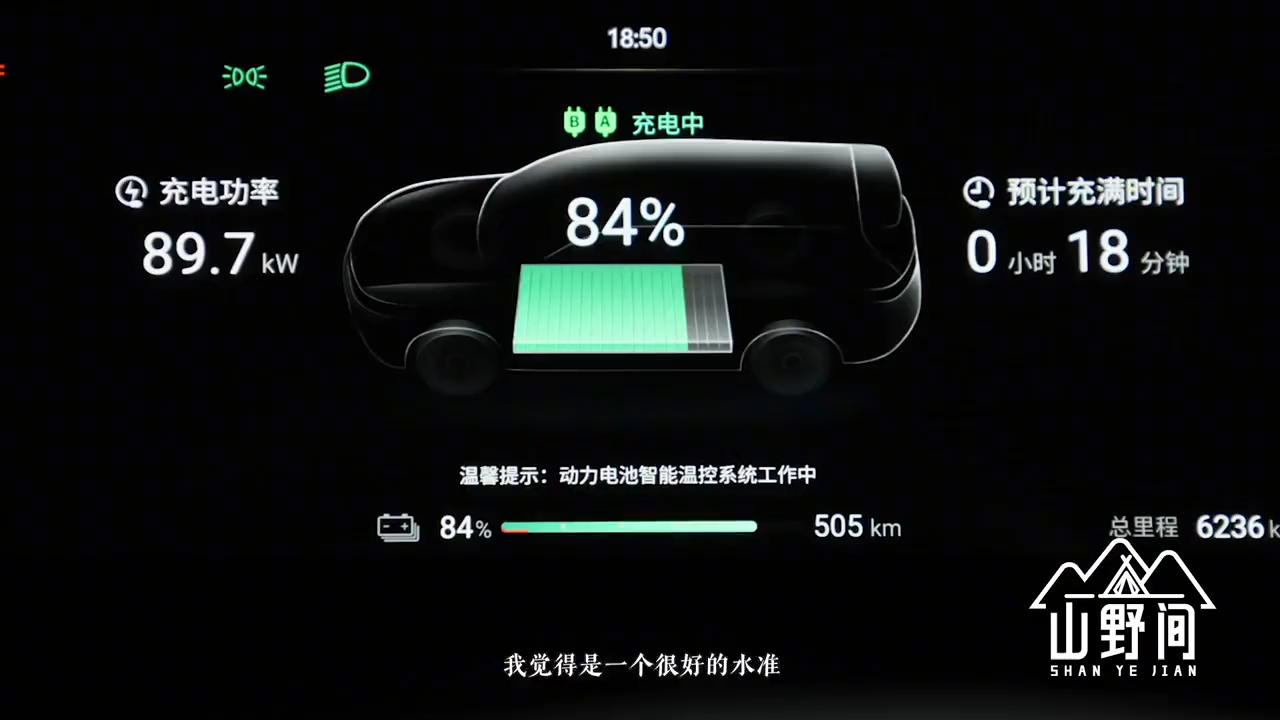 18:50
B A 充电中
充电功率
89.7 kW
84%
预计充满时间
0 小时 18 分钟
温馨提示：动力电池智能温控系统工作中
84%
505 km
总里程 6236 k
山野间
SHAN YE JIAN
我觉得是一个很好的水准